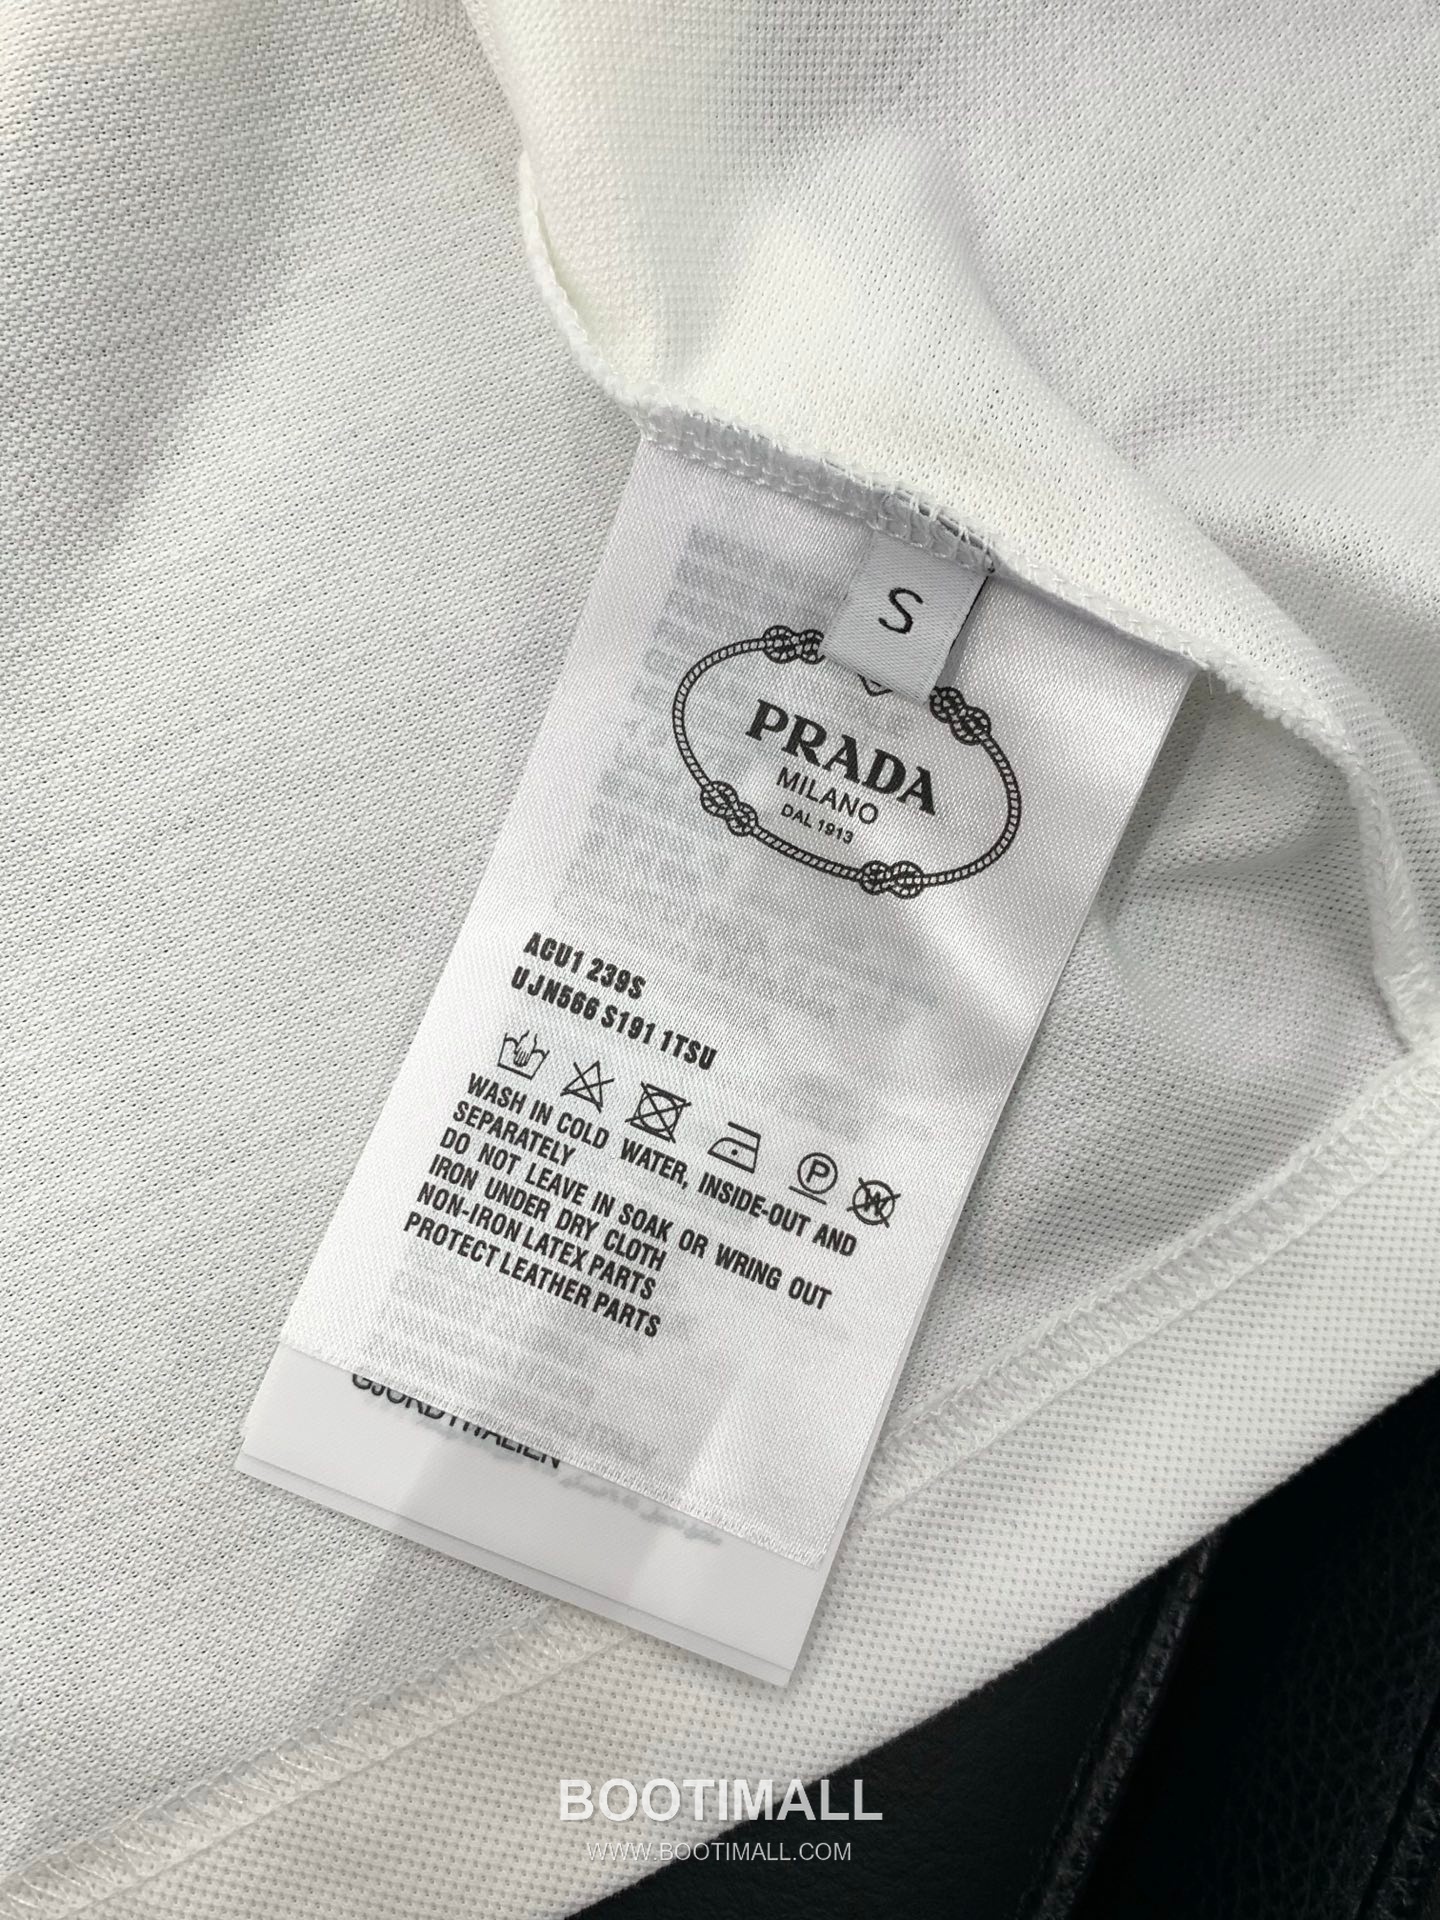 S
PRADA
MILANO
DAL 1913
ACU1 239S
UJN566 S191 1TSU
P W
WASH IN COLD WATER, INSIDE-OUT AND
SEPARATELY
DO NOT LEAVE IN SOAK OR WRING OUT
IRON UNDER DRY CLOTH
NON-IRON LATEX PARTS
PROTECT LEATHER PARTS
GJORD I ITALIEN
BOOTIMALL
WWW.BOOTIMALL.COM